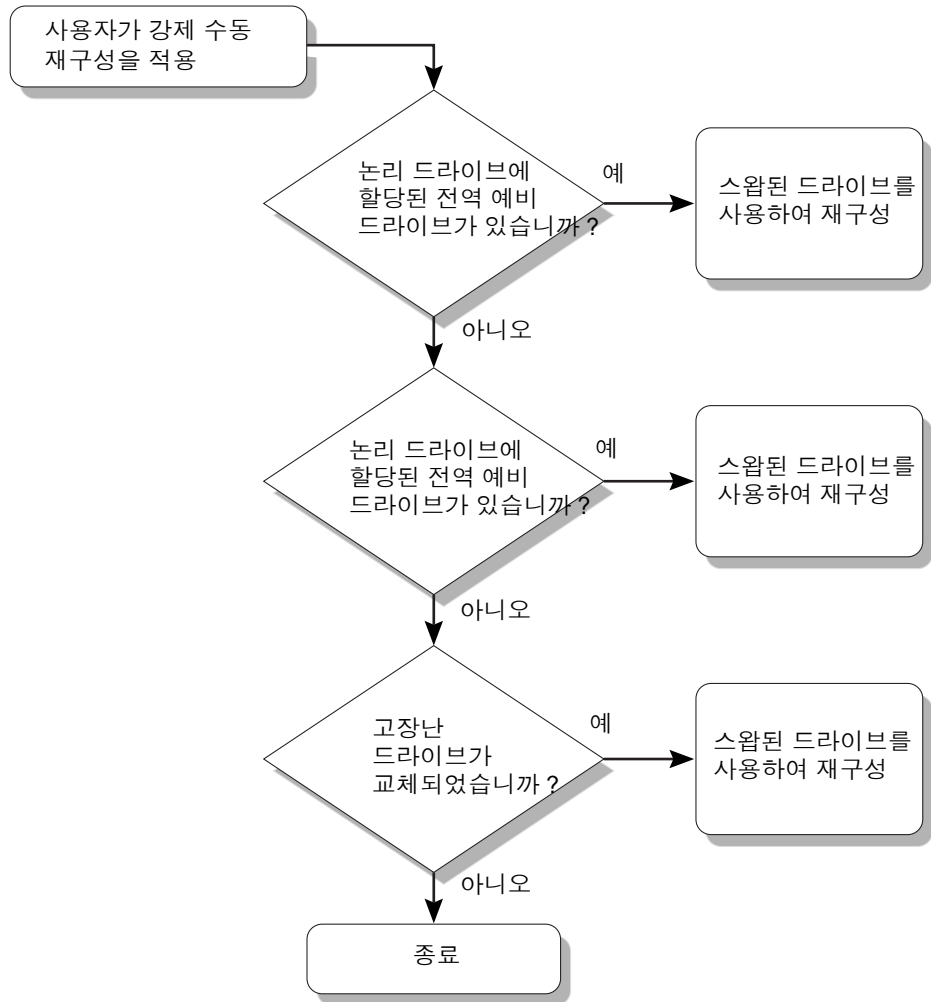 사용자가 강제 수동
재구성을 적용
논리 드라이브에
할당된 전역 예비
드라이브가 있습니까 ?
예
스왑된 드라이브를
사용하여 재구성
아니오
논리 드라이브에
할당된 전역 예비
드라이브가 있습니까 ?
예
스왑된 드라이브를
사용하여 재구성
아니오
고장난
드라이브가
교체되었습니까 ?
예
스왑된 드라이브를
사용하여 재구성
아니오
종료